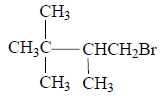 CH₃
CH₃C—CHCH₂Br
CH₃ CH₃